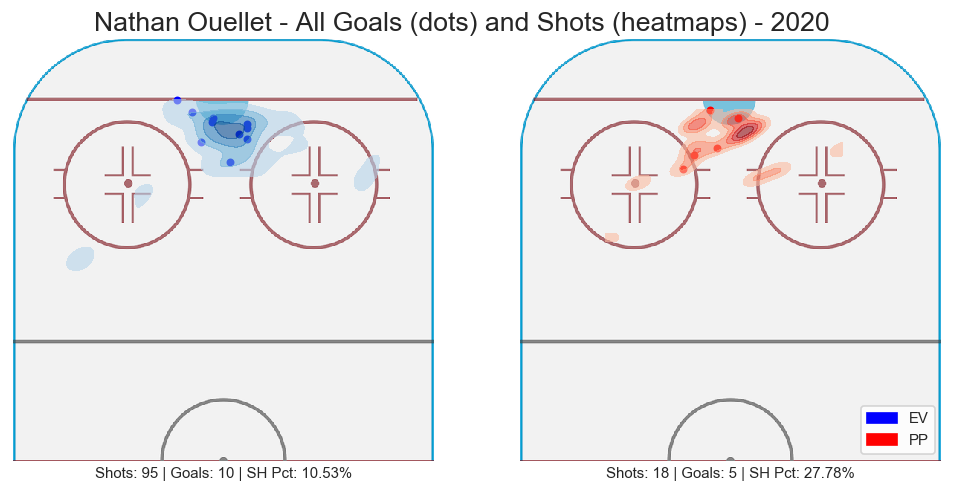 Nathan Ouellet - All Goals (dots) and Shots (heatmaps) - 2020
EV
PP
Shots: 95 | Goals: 10 | SH Pct: 10.53%
Shots: 18 | Goals: 5 | SH Pct: 27.78%